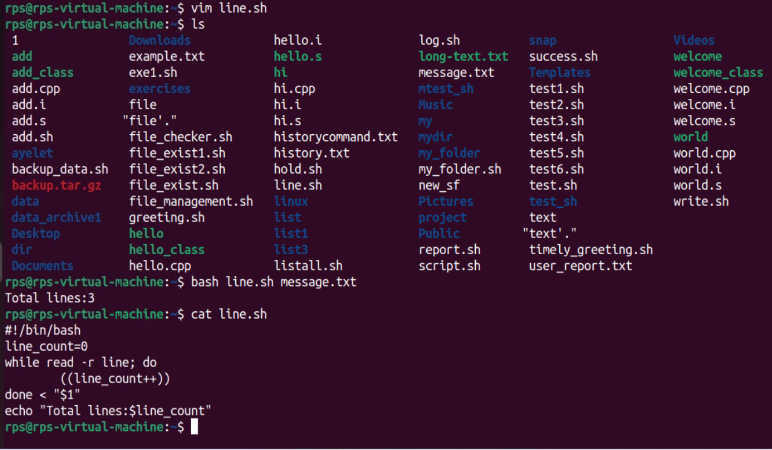 rps@rps-virtual-machine:~$ vim line.sh
rps@rps-virtual-machine:~$ ls
1 Downloads hello.i log.sh snap Videos
add example.txt hello.s long-text.txt success.sh welcome
add_class exe1.sh hi message.txt Templates welcome_class
add.cpp exercises hi.cpp mtest_sh test1.sh welcome.cpp
add.i file hi.i Music test2.sh welcome.i
add.s "file'." hi.s my test3.sh welcome.s
add.sh file_checker.sh historycommand.txt mydir test4.sh world
ayelet file_exist1.sh history.txt my_folder test5.sh world.cpp
backup_data.sh file_exist2.sh hold.sh my_folder.sh test6.sh world.i
backup.tar.gz file_exist.sh line.sh new_sf test.sh world.s
data file_management.sh linux Pictures test_sh write.sh
data_archive1 greeting.sh list project text
Desktop hello list1 Public "text'."
dir hello_class list3 report.sh timely_greeting.sh
Documents hello.cpp listall.sh script.sh user_report.txt
rps@rps-virtual-machine:~$ bash line.sh message.txt
Total lines:3
rps@rps-virtual-machine:~$ cat line.sh
#!/bin/bash
line_count=0
while read -r line; do
        ((line_count++))
done < "$1"
echo "Total lines:$line_count"
rps@rps-virtual-machine:~$